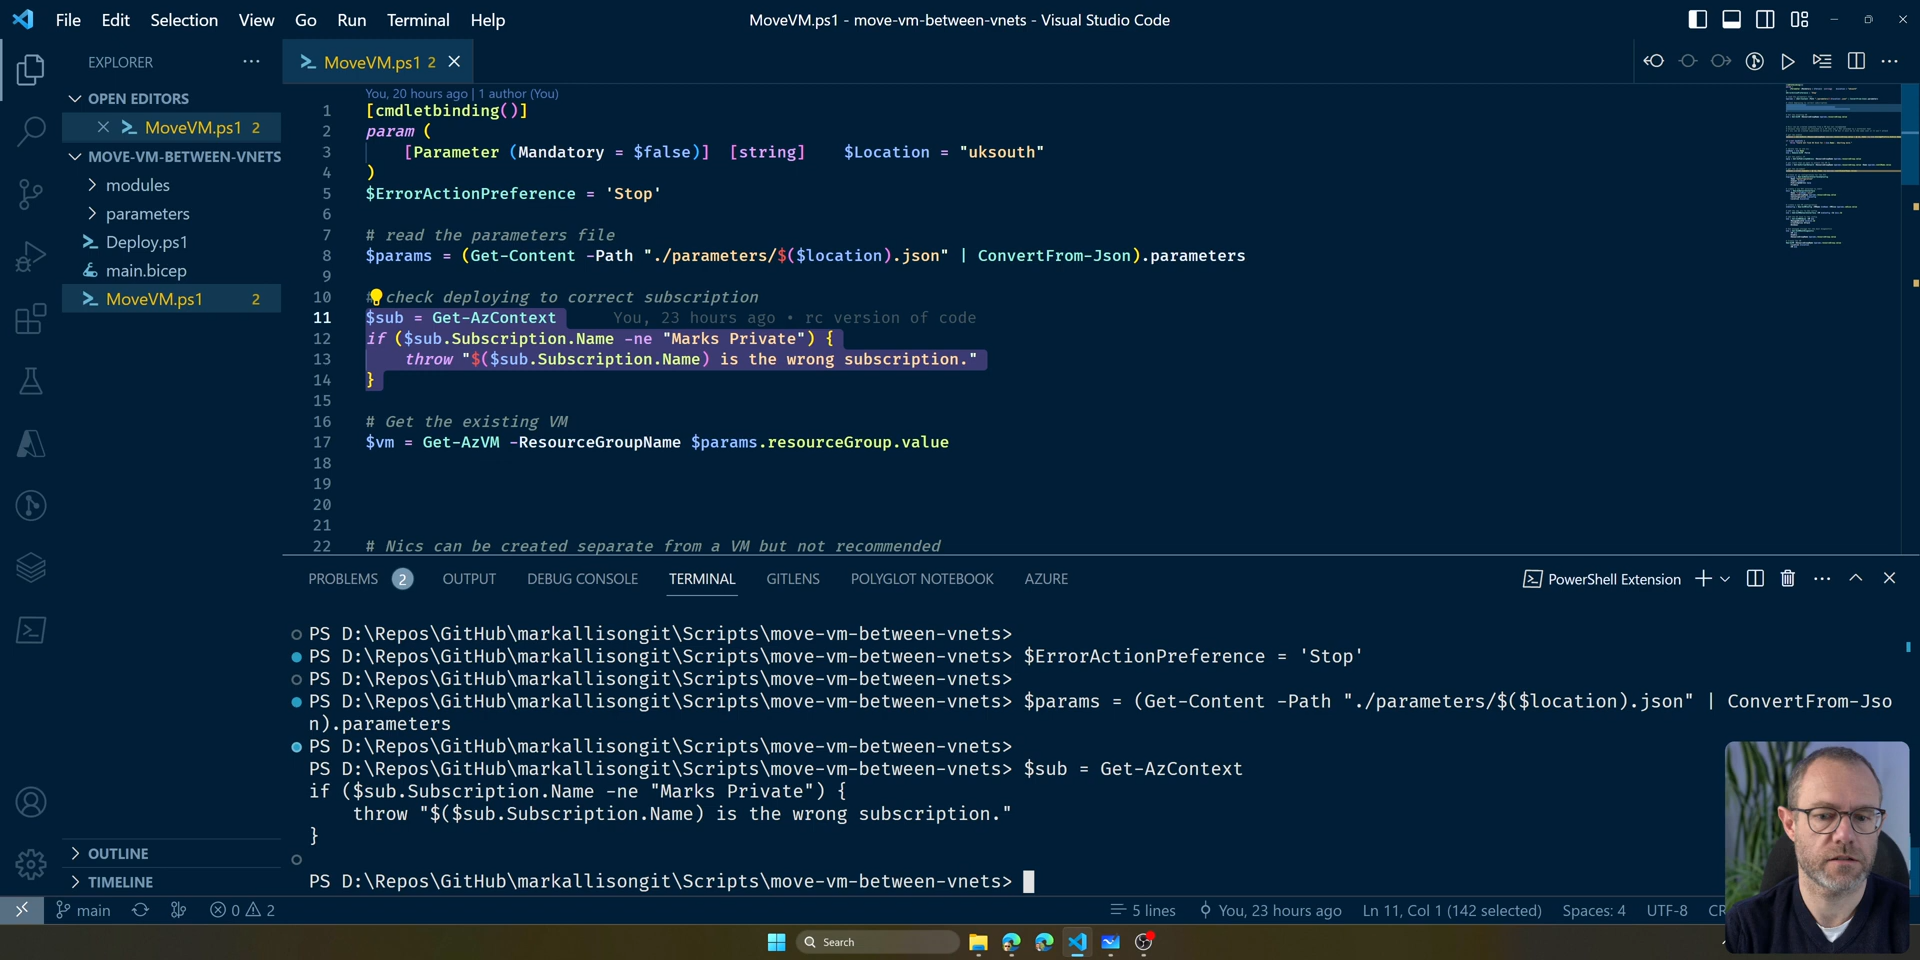 File Edit Selection View Go Run Terminal Help
MoveVM.ps1 - move-vm-between-vnets - Visual Studio Code
EXPLORER
OPEN EDITORS
MoveVM.ps1 2
MOVE-VM-BETWEEN-VNETS
modules
parameters
Deploy.ps1
main.bicep
MoveVM.ps1 2
OUTLINE
TIMELINE
MoveVM.ps1 2
You, 20 hours ago | 1 author (You)
1 [cmdletbinding()]
2 param (
3 [Parameter (Mandatory = $false)] [string] $Location = "uksouth"
4 )
5 $ErrorActionPreference = 'Stop'
6
7 # read the parameters file
8 $params = (Get-Content -Path "./parameters/$($location).json" | ConvertFrom-Json).parameters
9
10 # check deploying to correct subscription
11 $sub = Get-AzContext You, 23 hours ago • rc version of code
12 if ($sub.Subscription.Name -ne "Marks Private") {
13 throw "$($sub.Subscription.Name) is the wrong subscription."
14 }
15
16 # Get the existing VM
17 $vm = Get-AzVM -ResourceGroupName $params.resourceGroup.value
18
19
20
21
22 # Nics can be created separate from a VM but not recommended
PROBLEMS 2 OUTPUT DEBUG CONSOLE TERMINAL GITLENS POLYGLOT NOTEBOOK AZURE
PowerShell Extension
PS D:\Repos\GitHub\markallisongit\Scripts\move-vm-between-vnets>
PS D:\Repos\GitHub\markallisongit\Scripts\move-vm-between-vnets> $ErrorActionPreference = 'Stop'
PS D:\Repos\GitHub\markallisongit\Scripts\move-vm-between-vnets>
PS D:\Repos\GitHub\markallisongit\Scripts\move-vm-between-vnets> $params = (Get-Content -Path "./parameters/$($location).json" | ConvertFrom-Jso
n).parameters
PS D:\Repos\GitHub\markallisongit\Scripts\move-vm-between-vnets>
PS D:\Repos\GitHub\markallisongit\Scripts\move-vm-between-vnets> $sub = Get-AzContext
if ($sub.Subscription.Name -ne "Marks Private") {
throw "$($sub.Subscription.Name) is the wrong subscription."
}
PS D:\Repos\GitHub\markallisongit\Scripts\move-vm-between-vnets>
main 0 2
5 lines You, 23 hours ago Ln 11, Col 1 (142 selected) Spaces: 4 UTF-8
Search